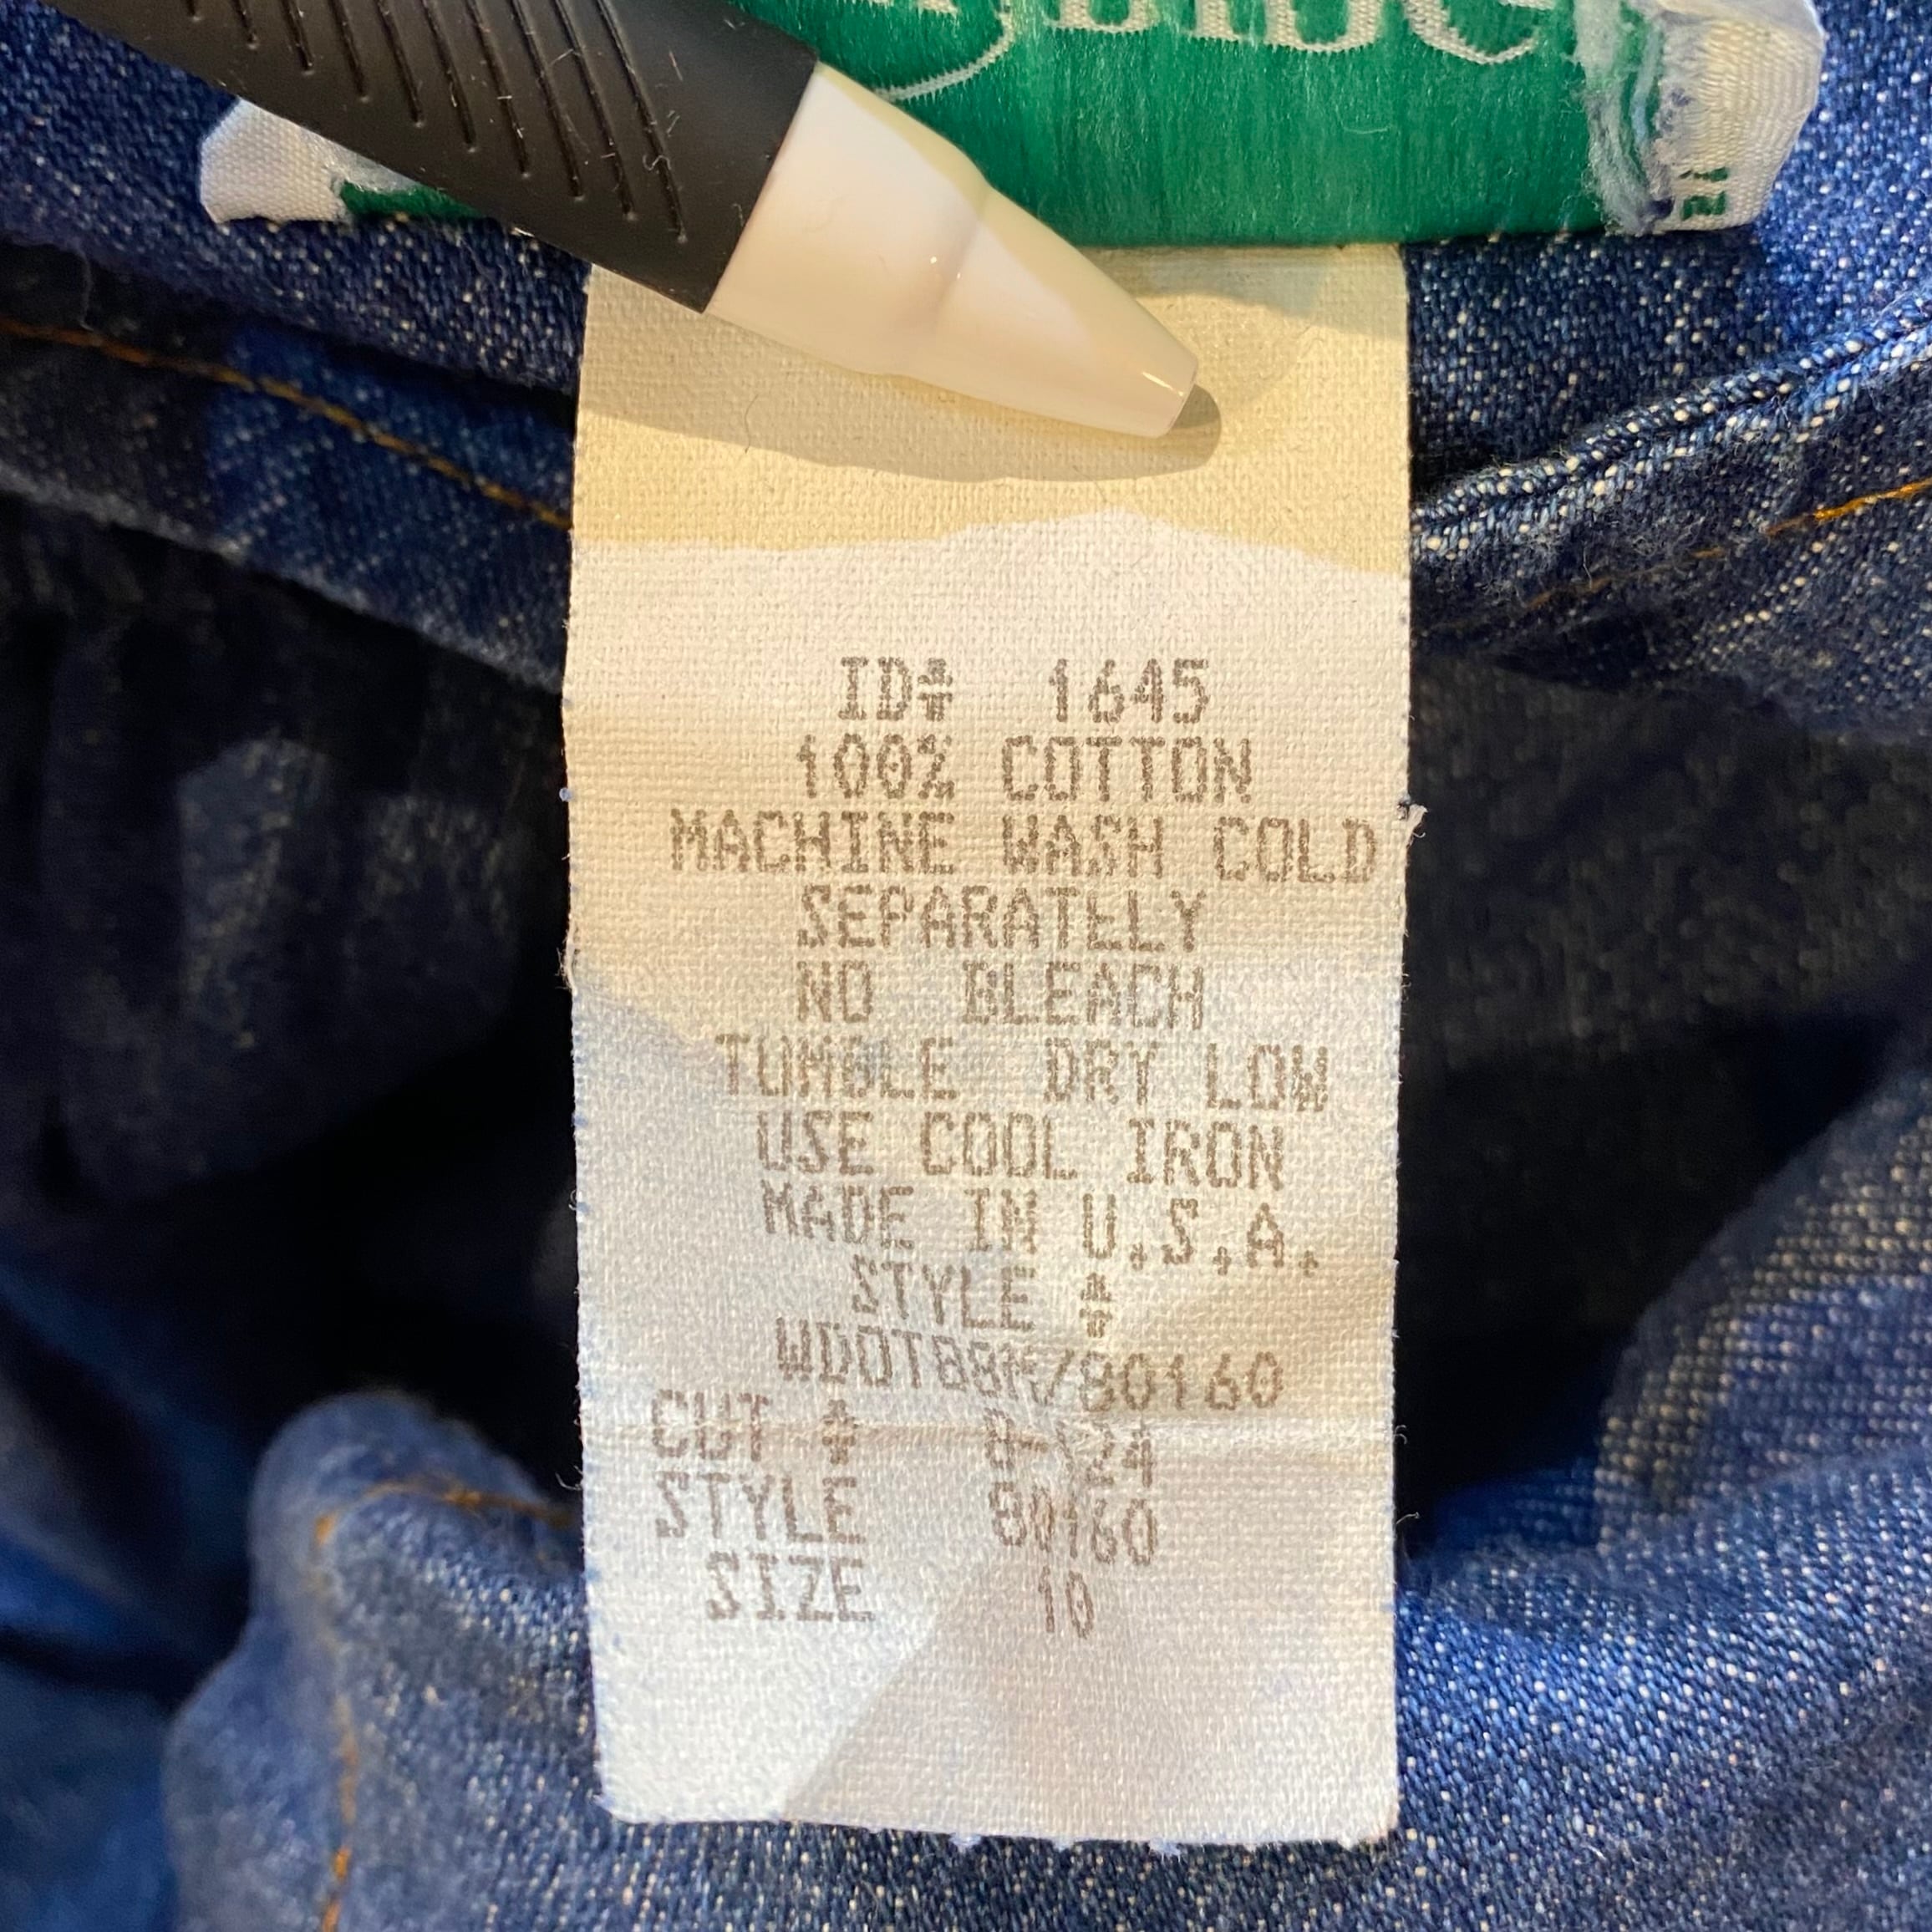 ID# 1645
100% COTTON
MACHINE WASH COLD
SEPARATELY
NO BLEACH
TUMBLE DRY LOW
USE COOL IRON
MADE IN U.S.A.
STYLE #
CUT #
STYLE 80160
SIZE 10